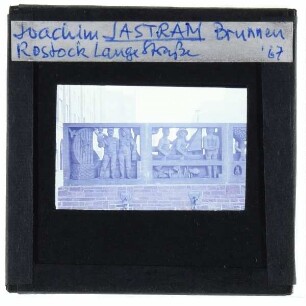 Joachim JASTRAM Brunnen
Rostock Lange Straße '67